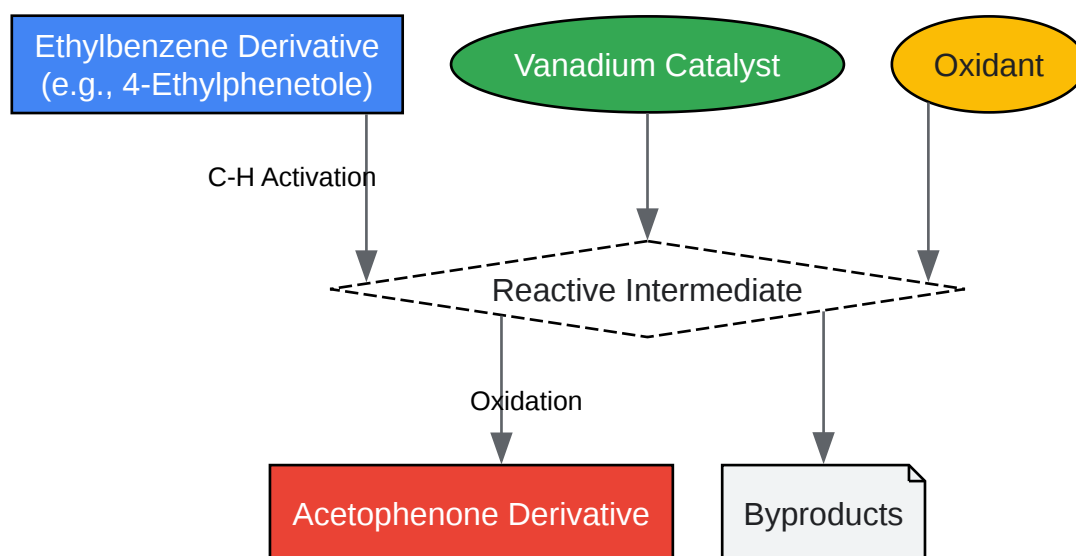 Ethylbenzene Derivative
(e.g., 4-Ethylphenetole)
Vanadium Catalyst
Oxidant
C-H Activation
Reactive Intermediate
Oxidation
Acetophenone Derivative
Byproducts